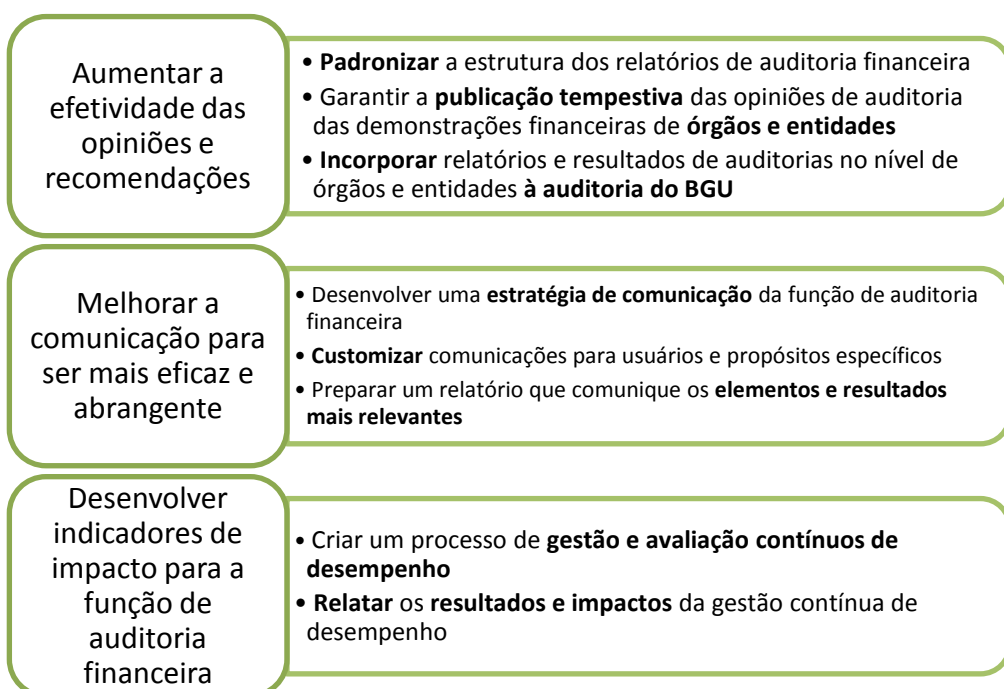 Aumentar a
efetividade das
opiniões e
recomendações
• Padronizar a estrutura dos relatórios de auditoria financeira
• Garantir a publicação tempestiva das opiniões de auditoria
das demonstrações financeiras de órgãos e entidades
• Incorporar relatórios e resultados de auditorias no nível de
órgãos e entidades à auditoria do BGU
Melhorar a
comunicação para
ser mais eficaz e
abrangente
• Desenvolver uma estratégia de comunicação da função de auditoria
financeira
• Customizar comunicações para usuários e propósitos específicos
• Preparar um relatório que comunique os elementos e resultados
mais relevantes
Desenvolver
indicadores de
impacto para a
função de
auditoria
financeira
• Criar um processo de gestão e avaliação contínuos de
desempenho
• Relatar os resultados e impactos da gestão contínua de
desempenho